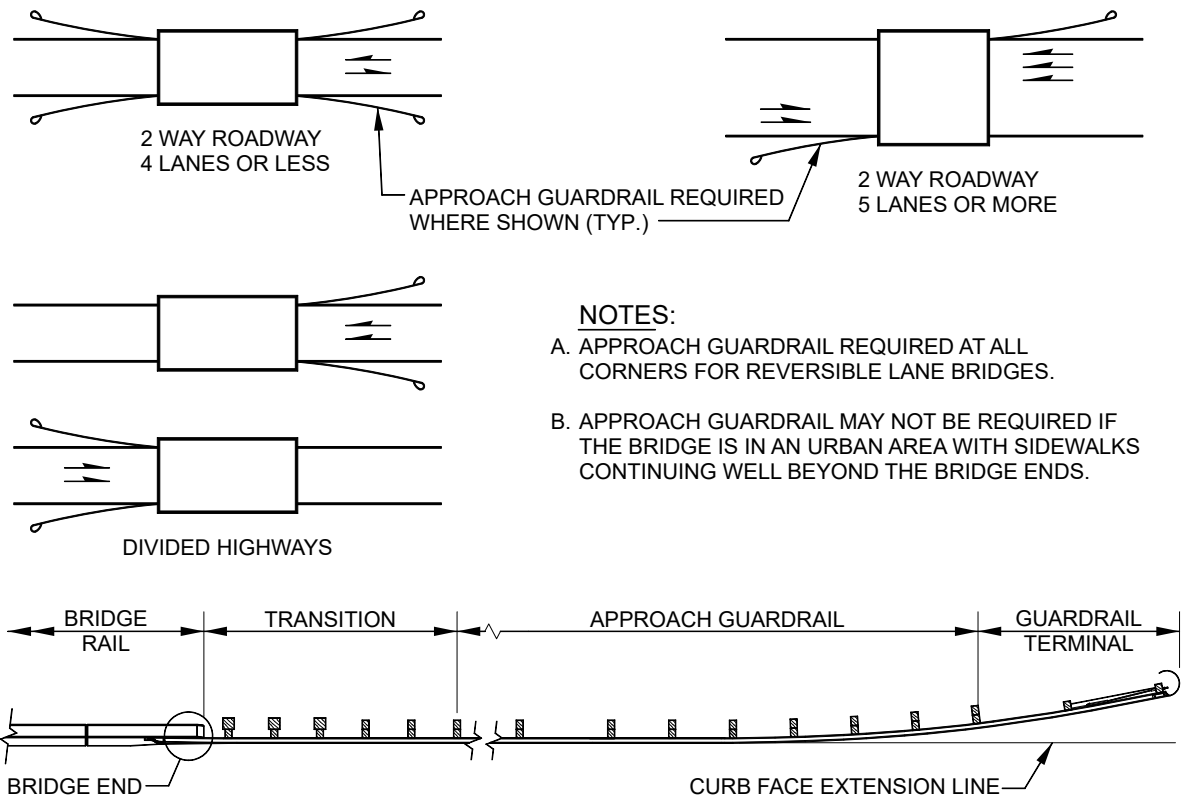 2 WAY ROADWAY
4 LANES OR LESS
APPROACH GUARDRAIL REQUIRED
WHERE SHOWN (TYP.)
2 WAY ROADWAY
5 LANES OR MORE
NOTES:
A. APPROACH GUARDRAIL REQUIRED AT ALL
CORNERS FOR REVERSIBLE LANE BRIDGES.
B. APPROACH GUARDRAIL MAY NOT BE REQUIRED IF
THE BRIDGE IS IN AN URBAN AREA WITH SIDEWALKS
CONTINUING WELL BEYOND THE BRIDGE ENDS.
DIVIDED HIGHWAYS
BRIDGE
RAIL
TRANSITION
APPROACH GUARDRAIL
GUARDRAIL
TERMINAL
BRIDGE END
CURB FACE EXTENSION LINE